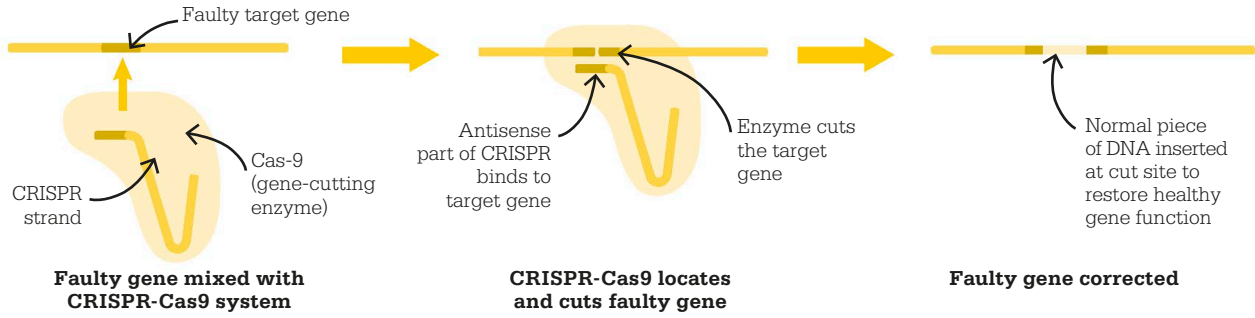 Faulty target gene
CRISPR
strand
Cas-9
(gene-cutting
enzyme)
Faulty gene mixed with
CRISPR-Cas9 system
Antisense
part of CRISPR
binds to
target gene
Enzyme cuts
the target
gene
CRISPR-Cas9 locates
and cuts faulty gene
Normal piece
of DNA inserted
at cut site to
restore healthy
gene function
Faulty gene corrected